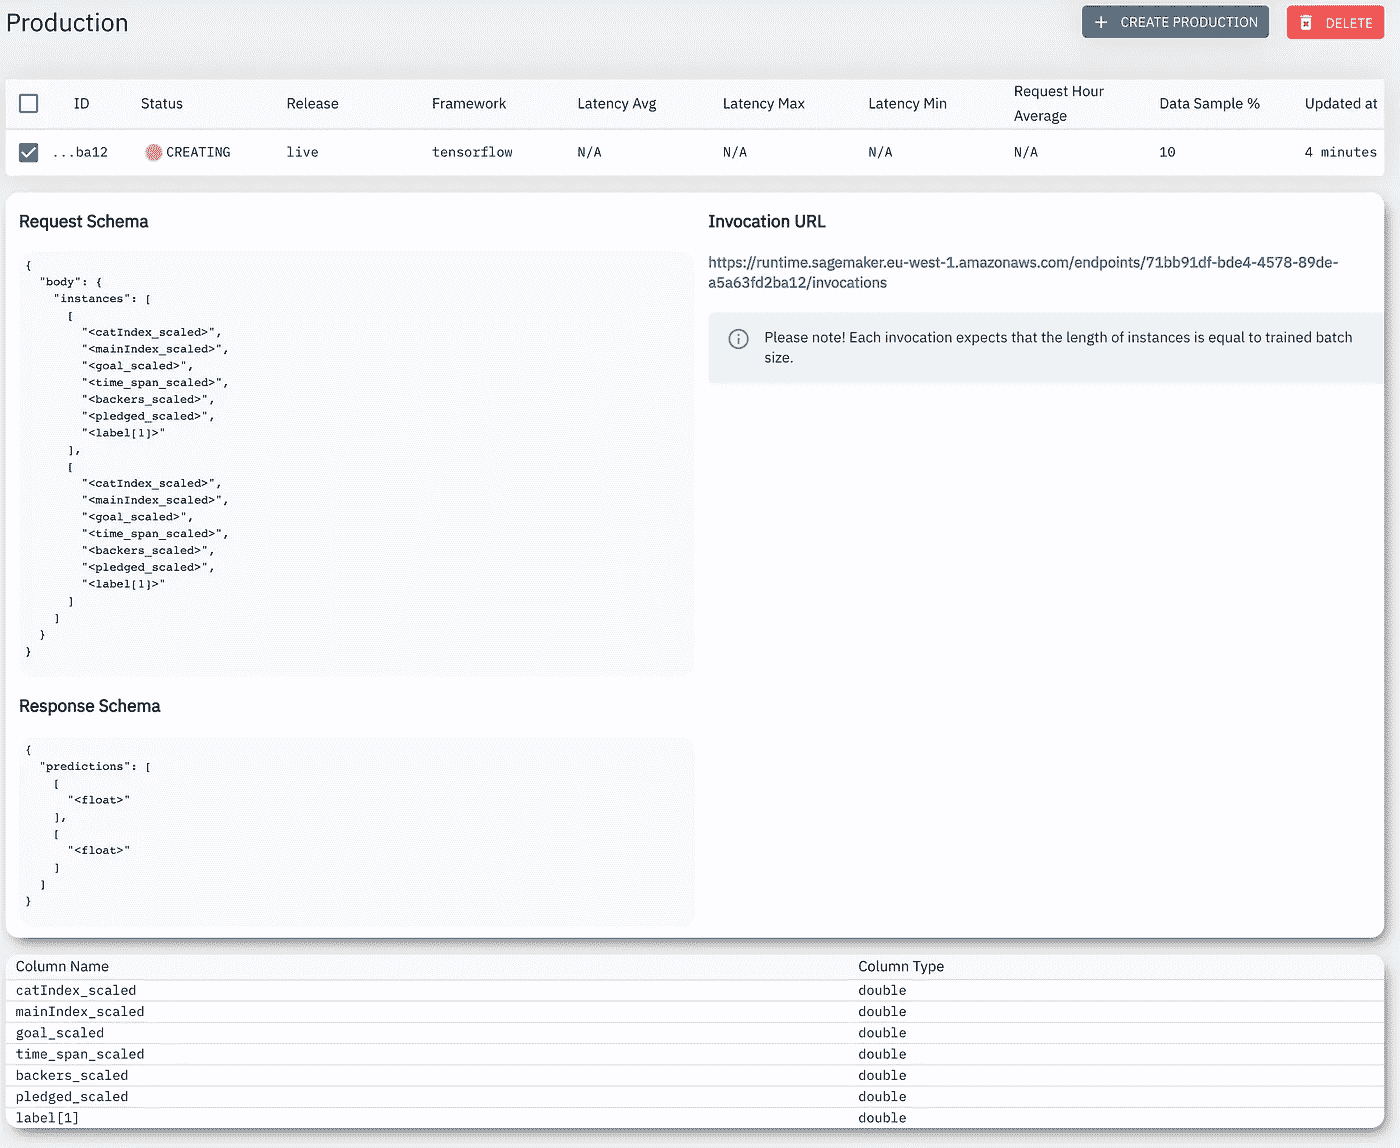 Production
CREATE PRODUCTION
DELETE
ID Status Release Framework Latency Avg Latency Max Latency Min Request Hour Average Data Sample % Updated at
...ba12 CREATING live tensorflow N/A N/A N/A N/A 10 4 minutes
Request Schema
{
"body": {
"instances": [
[
"<catIndex_scaled>",
"<mainIndex_scaled>",
"<goal_scaled>",
"<time_span_scaled>",
"<backers_scaled>",
"<pledged_scaled>",
"<label[1]>"
],
[
"<catIndex_scaled>",
"<mainIndex_scaled>",
"<goal_scaled>",
"<time_span_scaled>",
"<backers_scaled>",
"<pledged_scaled>",
"<label[1]>"
]
]
}
}
Response Schema
{
"predictions": [
[
"<float>"
],
[
"<float>"
]
]
}
Invocation URL
https://runtime.sagemaker.eu-west-1.amazonaws.com/endpoints/71bb91df-bde4-4578-89de-
a5a63fd2ba12/invocations
Please note! Each invocation expects that the length of instances is equal to trained batch
size.
Column Name Column Type
catIndex_scaled double
mainIndex_scaled double
goal_scaled double
time_span_scaled double
backers_scaled double
pledged_scaled double
label[1] double